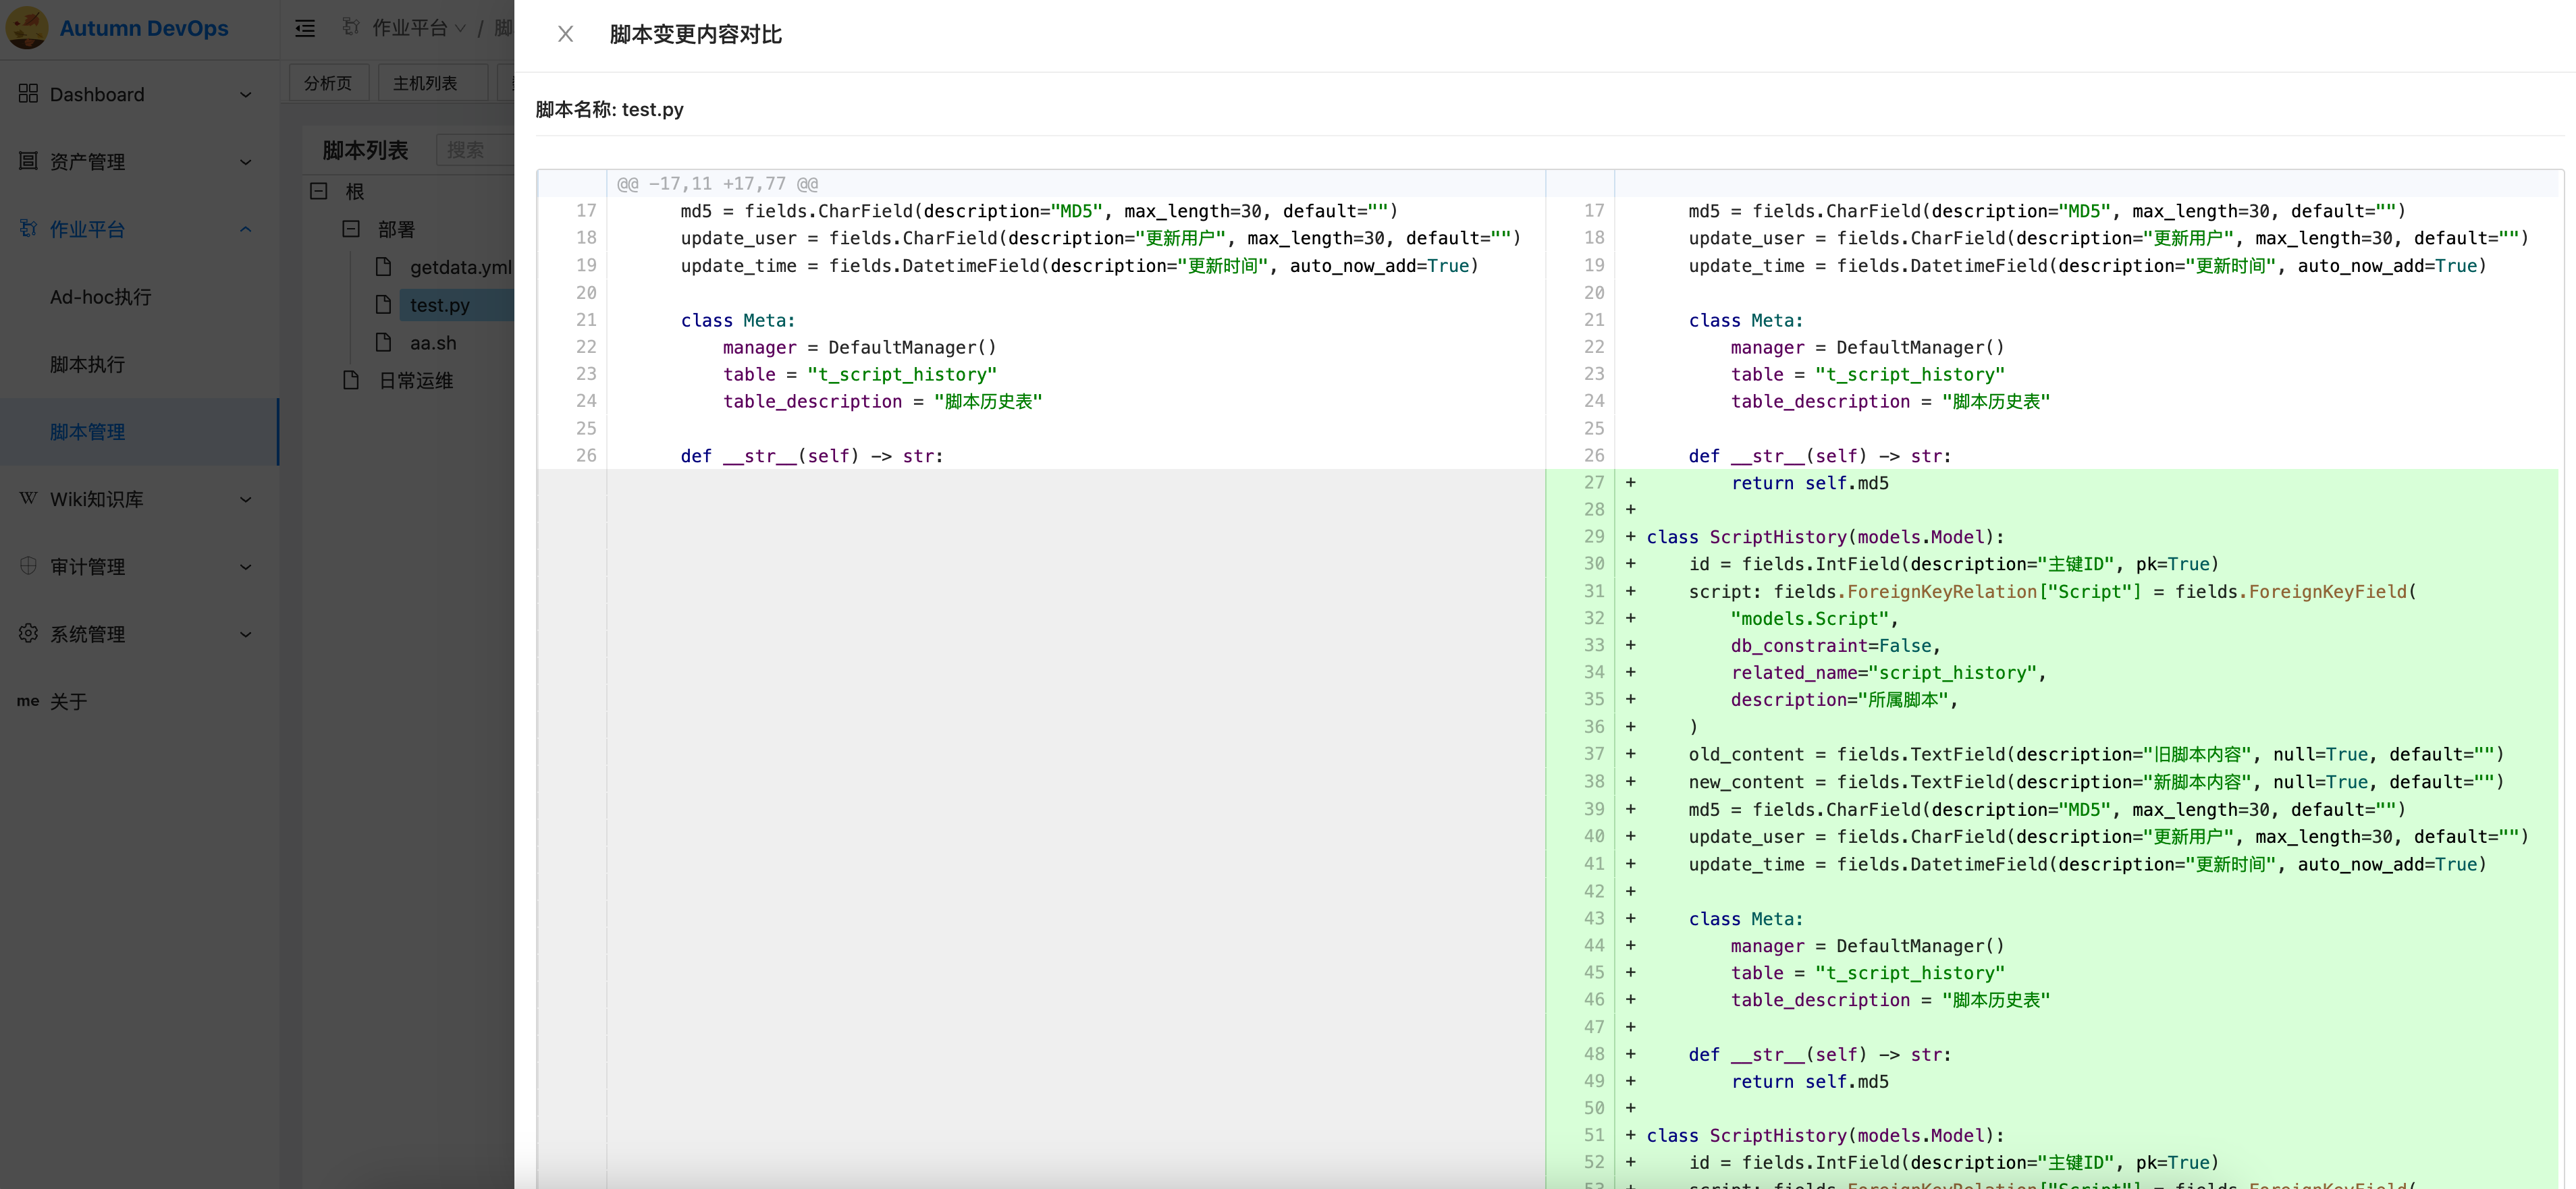 Autumn DevOps
作业平台 / 脚
Dashboard
资产管理
作业平台
Ad-hoc执行
脚本执行
脚本管理
Wiki知识库
审计管理
系统管理
me 关于
分析页 主机列表
脚本列表 搜索
根
部署
getdata.yml
test.py
aa.sh
日常运维
脚本变更内容对比
脚本名称: test.py
@@ -17,11 +17,77 @@
17 md5 = fields.CharField(description="MD5", max_length=30, default="")
18 update_user = fields.CharField(description="更新用户", max_length=30, default="")
19 update_time = fields.DatetimeField(description="更新时间", auto_now_add=True)
20
21 class Meta:
22 manager = DefaultManager()
23 table = "t_script_history"
24 table_description = "脚本历史表"
25
26 def __str__(self) -> str:
17 md5 = fields.CharField(description="MD5", max_length=30, default="")
18 update_user = fields.CharField(description="更新用户", max_length=30, default="")
19 update_time = fields.DatetimeField(description="更新时间", auto_now_add=True)
20
21 class Meta:
22 manager = DefaultManager()
23 table = "t_script_history"
24 table_description = "脚本历史表"
25
26 def __str__(self) -> str:
27 + return self.md5
28 +
29 + class ScriptHistory(models.Model):
30 + id = fields.IntField(description="主键ID", pk=True)
31 + script: fields.ForeignKeyRelation["Script"] = fields.ForeignKeyField(
32 + "models.Script",
33 + db_constraint=False,
34 + related_name="script_history",
35 + description="所属脚本",
36 + )
37 + old_content = fields.TextField(description="旧脚本内容", null=True, default="")
38 + new_content = fields.TextField(description="新脚本内容", null=True, default="")
39 + md5 = fields.CharField(description="MD5", max_length=30, default="")
40 + update_user = fields.CharField(description="更新用户", max_length=30, default="")
41 + update_time = fields.DatetimeField(description="更新时间", auto_now_add=True)
42 +
43 + class Meta:
44 + manager = DefaultManager()
45 + table = "t_script_history"
46 + table_description = "脚本历史表"
47 +
48 + def __str__(self) -> str:
49 + return self.md5
50 +
51 + class ScriptHistory(models.Model):
52 + id = fields.IntField(description="主键ID", pk=True)
53 + script: fields.ForeignKeyRelation["Script"] = fields.ForeignKeyField(